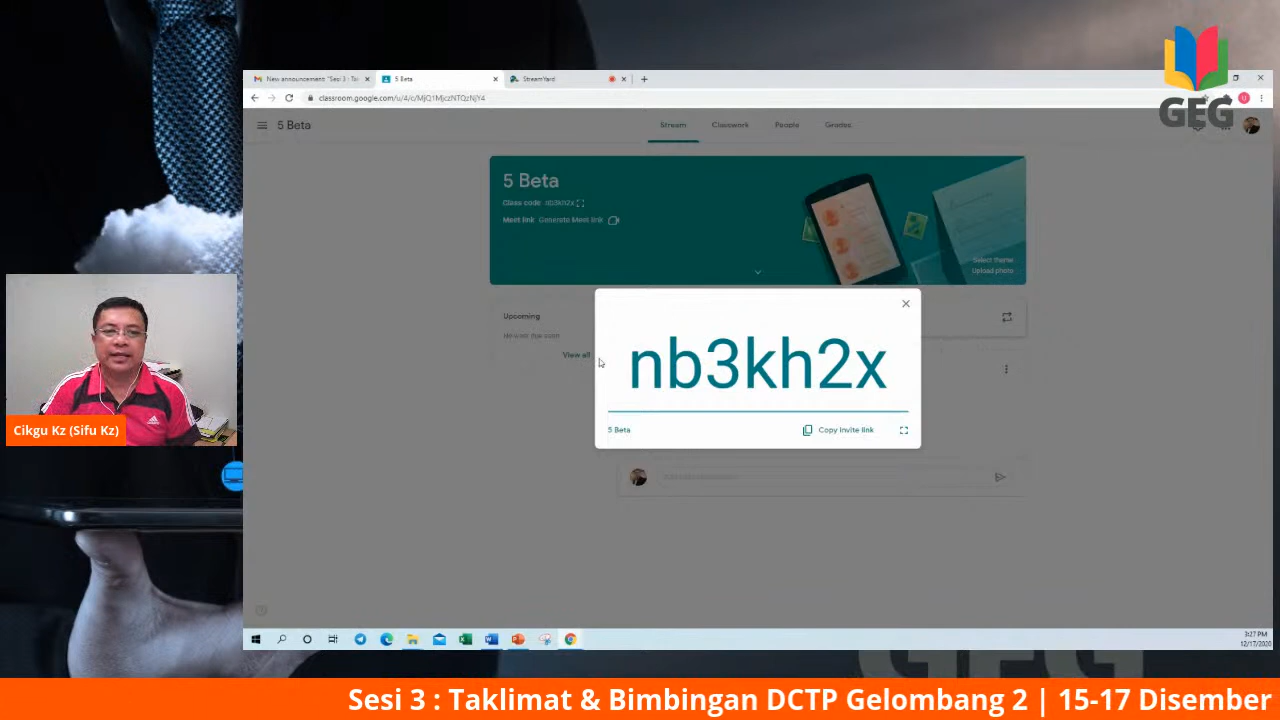 GEG
New announcement: "Sesi 3 : Tak
5 Beta
StreamYard
classroom.google.com/u/4/c/MjQ1MjczNTQzNjY4
5 Beta
Stream
Classwork
People
Grades
5 Beta
Class code nb3kh2x
Meet link Generate Meet link
Select theme
Upload photo
Upcoming
No work due soon
View all
nb3kh2x
5 Beta
Copy invite link
Cikgu Kz (Sifu Kz)
3:27 PM
12/17/2020
GEG
Sesi 3 : Taklimat & Bimbingan DCTP Gelombang 2 | 15-17 Disember